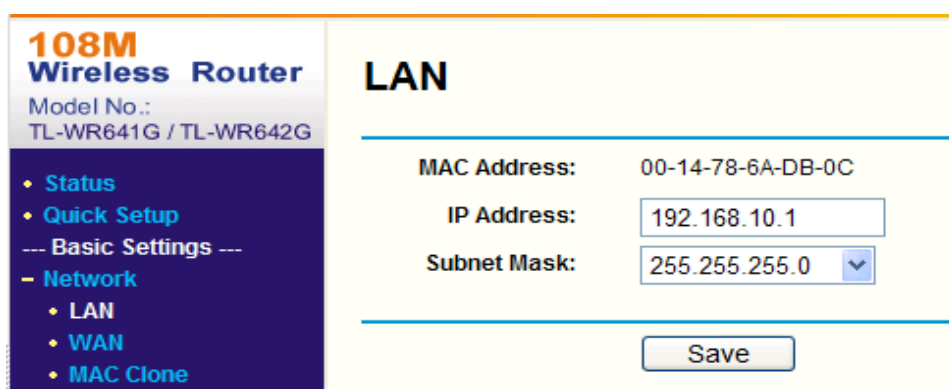 108M
Wireless Router
Model No.:
TL-WR641G / TL-WR642G
• Status
• Quick Setup
--- Basic Settings ---
– Network
• LAN
• WAN
• MAC Clone
LAN
MAC Address: 00-14-78-6A-DB-0C
IP Address: 192.168.10.1
Subnet Mask: 255.255.255.0
Save